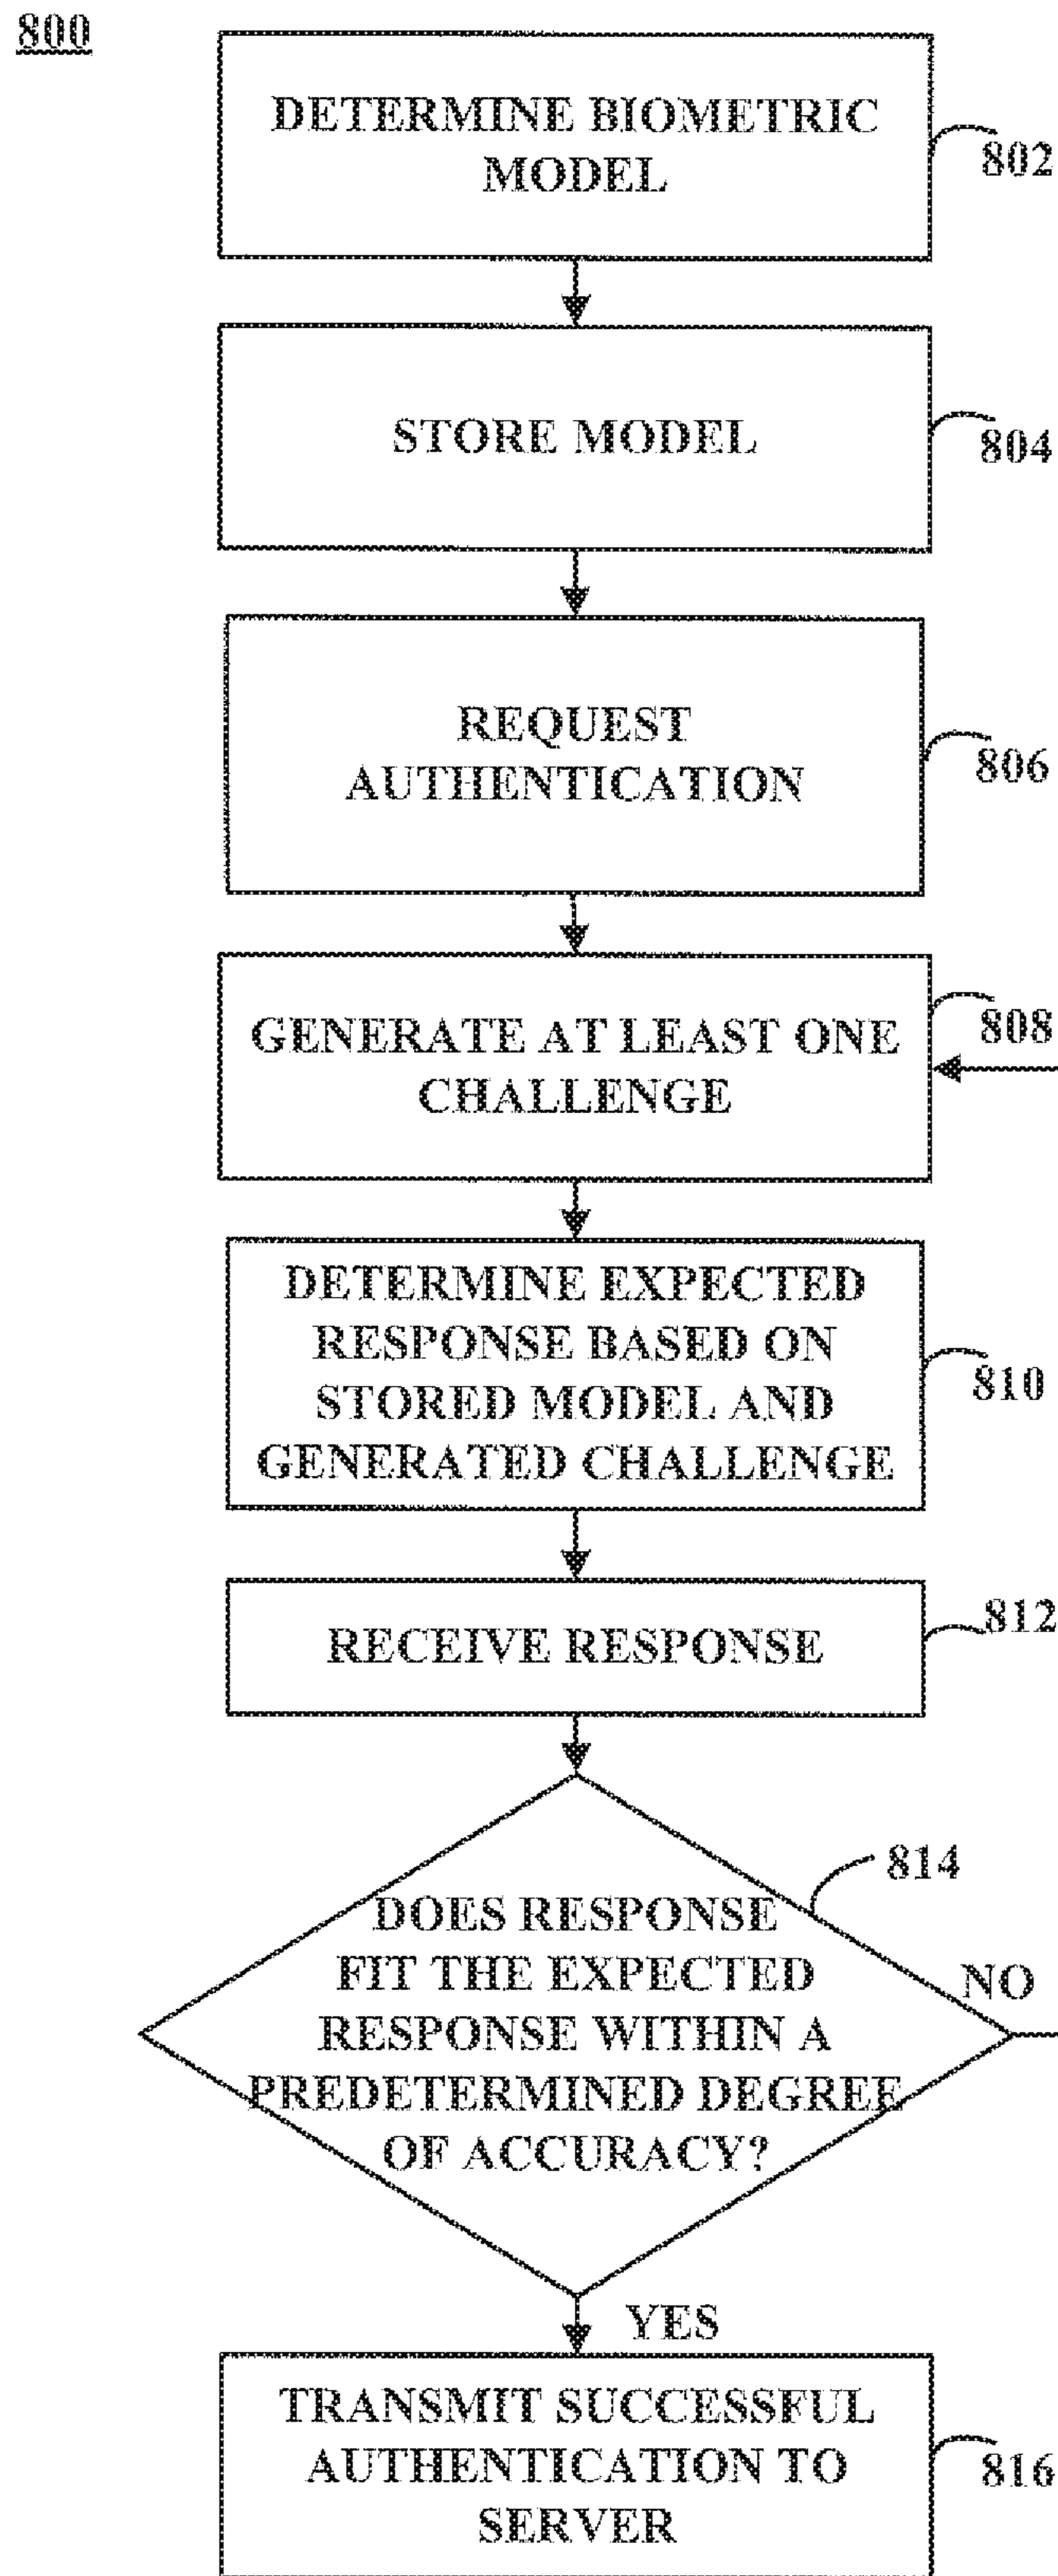 800
DETERMINE BIOMETRIC
MODEL
802
STORE MODEL
804
REQUEST
AUTHENTICATION
806
GENERATE AT LEAST ONE
CHALLENGE
808
DETERMINE EXPECTED
RESPONSE BASED ON
STORED MODEL AND
GENERATED CHALLENGE
810
RECEIVE RESPONSE
812
814
DOES RESPONSE
FIT THE EXPECTED
RESPONSE WITHIN A
PREDETERMINED DEGREE
OF ACCURACY?
NO
YES
TRANSMIT SUCCESSFUL
AUTHENTICATION TO
SERVER
816